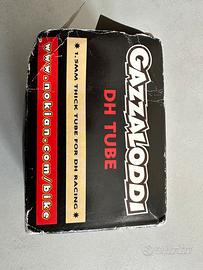 GAZZALODDI
DH TUBE
* 1,5MM THICK TUBE FOR DH RACING *
www.nokian.com/bike